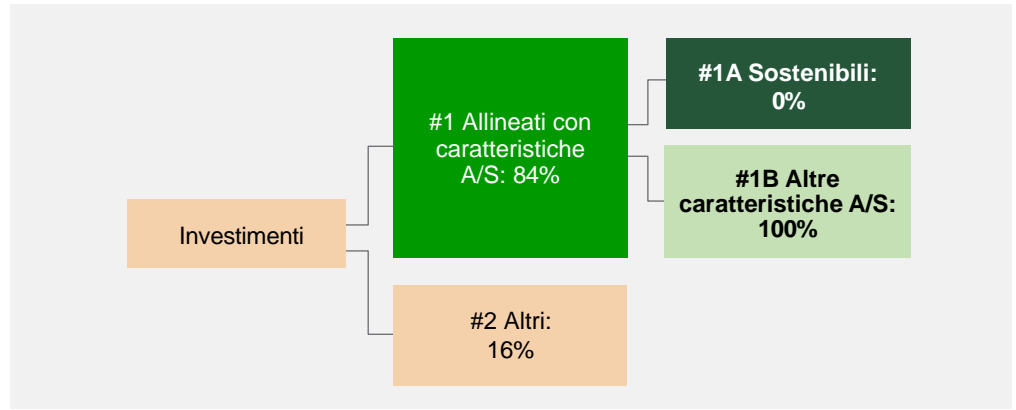 Investimenti
#1 Allineati con
caratteristiche
A/S: 84%
#1A Sostenibili:
0%
#1B Altre
caratteristiche A/S:
100%
#2 Altri:
16%